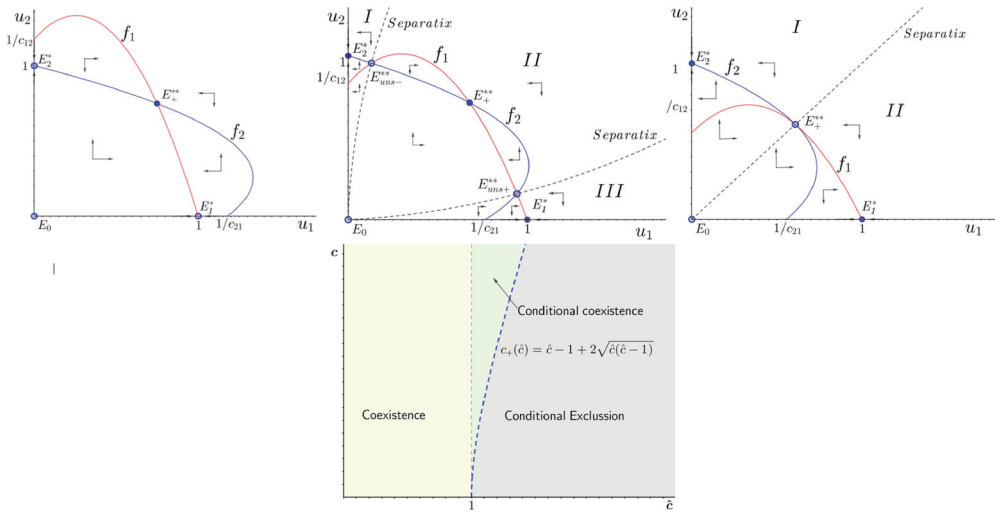 u₂
1/c₁₂
f₁
1
E₂*
E₊**
f₂
E₀
E₁*
1
1/c₂₁
u₁
u₂
I
Separatix
E₂*
1
1/c₁₂
E**ᵤₙₛ₋
f₁
II
E₊**
f₂
Separatix
E**ᵤₙₛ₊
III
E₀
1/c₂₁
E₁*
1
u₁
u₂
I
Separatix
E₂*
1
f₂
/c₁₂
E₊**
II
f₁
E₀
1/c₂₁
E₁*
1
u₁
|
c
Conditional coexistence
c₊(ĉ) = ĉ − 1 + 2√ĉ(ĉ − 1)
Coexistence
Conditional Exclussion
1
ĉ